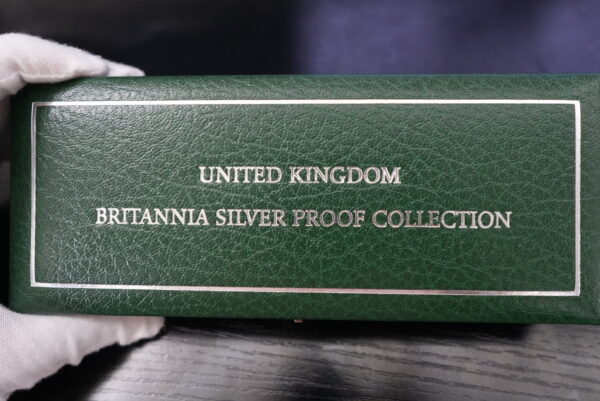 UNITED KINGDOM
BRITANNIA SILVER PROOF COLLECTION